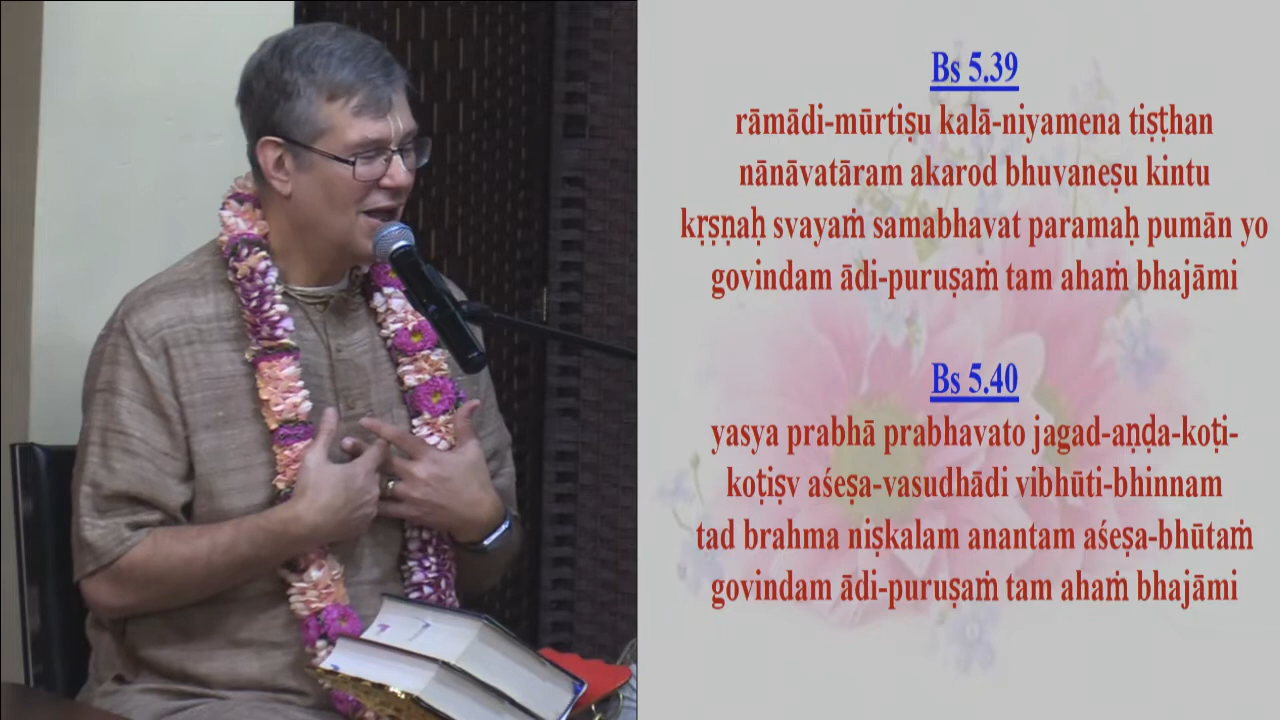 Bs 5.39
rāmādi-mūrtiṣu kalā-niyamena tiṣṭhan
nānāvatāram akarod bhuvaneṣu kintu
kṛṣṇaḥ svayaṁ samabhavat paramaḥ pumān yo
govindam ādi-puruṣaṁ tam ahaṁ bhajāmi
Bs 5.40
yasya prabhā prabhavato jagad-aṇḍa-koṭi-
koṭiṣv aśeṣa-vasudhādi vibhūti-bhinnam
tad brahma niṣkalam anantam aśeṣa-bhūtaṁ
govindam ādi-puruṣaṁ tam ahaṁ bhajāmi